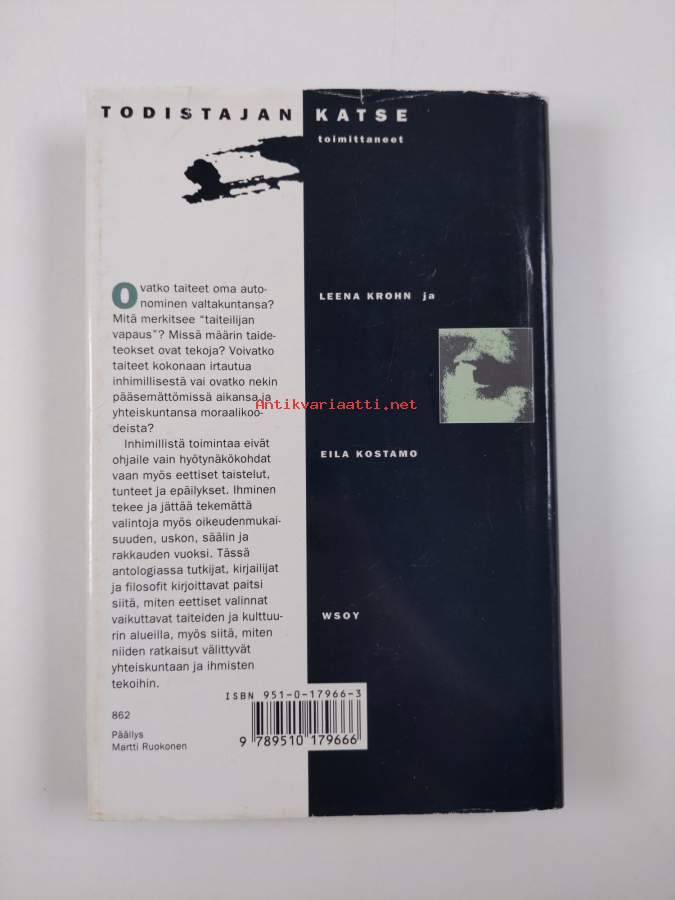 TODISTAJAN KATSE
toimittaneet
Ovatko taiteet oma auto-
nominen valtakuntansa?
Mitä merkitsee "taiteilijan
vapaus"? Missä määrin taide-
teokset ovat tekoja? Voivatko
taiteet kokonaan irtautua
inhimillisestä vai ovatko nekin
pääsemättömissä aikansa ja
yhteiskuntansa moraalikoo-
deista?
Inhimillistä toimintaa eivät
ohjaile vain hyötynäkökohdat
vaan myös eettiset taistelut,
tunteet ja epäilykset. Ihminen
tekee ja jättää tekemättä
valintoja myös oikeudenmukai-
suuden, uskon, säälin ja
rakkauden vuoksi. Tässä
antologiassa tutkijat, kirjailijat
ja filosofit kirjoittavat paitsi
siitä, miten eettiset valinnat
vaikuttavat taiteiden ja kulttuu-
rin alueilla, myös siitä, miten
niiden ratkaisut välittyvät
yhteiskuntaan ja ihmisten
tekoihin.
LEENA KROHN ja
Antikvariaatti.net
EILA KOSTAMO
WSOY
862
Päällys
Martti Ruokonen
ISBN 951-0-17966-3
9 789510 179666